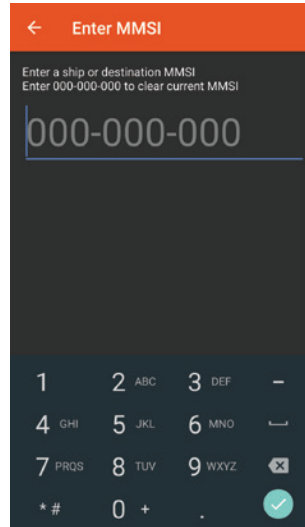 Enter MMSI
Enter a ship or destination MMSI
Enter 000-000-000 to clear current MMSI
000-000-000
1 2 ABC 3 DEF -
4 GHI 5 JKL 6 MNO
7 PRQS 8 TUV 9 WXYZ
* # 0 + .